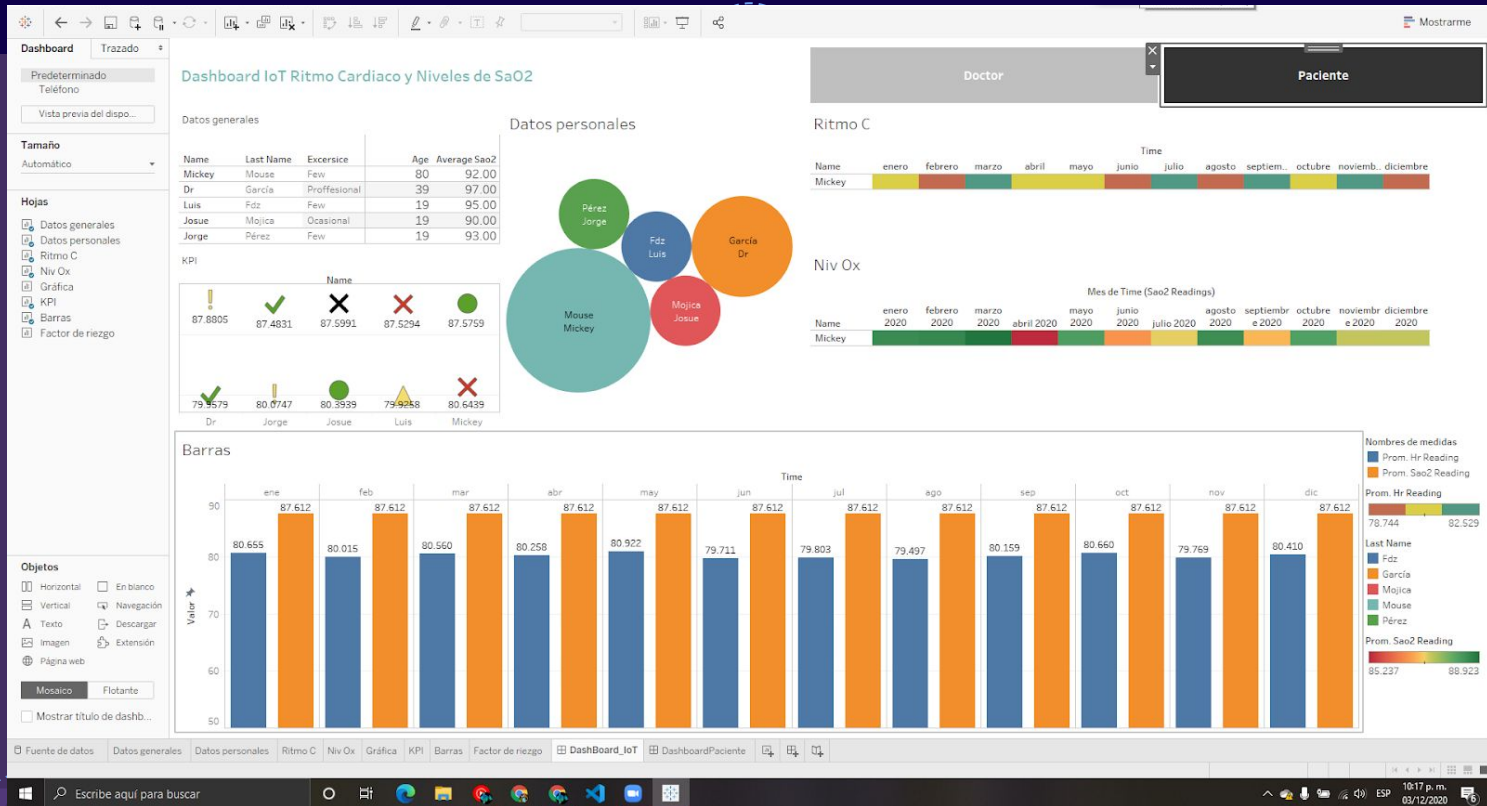 Mostrarme
Dashboard Trazado
Predeterminado
Teléfono
Vista previa del dispo...
Tamaño
Automático
Hojas
Datos generales
Datos personales
Ritmo C
Niv Ox
Gráfica
KPI
Barras
Factor de riezgo
Objetos
Horizontal En blanco
Vertical Navegación
A Texto Descargar
Imagen Extensión
Página web
Mosaico Flotante
Mostrar título de dashb...
Dashboard IoT Ritmo Cardiaco y Niveles de SaO2
Doctor Paciente
Datos generales
Name Last Name Excersice Age Average Sao2
Mickey Mouse Few 80 92.00
Dr García Proffesional 39 97.00
Luis Fdz Few 19 95.00
Josue Mojica Ocasional 19 90.00
Jorge Pérez Few 19 93.00
KPI
Name
87.8805 87.4831 87.5991 87.5294 87.5759
79.9579 80.0747 80.3939 79.9258 80.6439
Dr Jorge Josue Luis Mickey
Datos personales
Pérez
Jorge
Fdz
Luis
García
Dr
Mojica
Josue
Mouse
Mickey
Ritmo C
Time
Name enero febrero marzo abril mayo junio julio agosto septiem.. octubre noviemb.. diciembre
Mickey
Niv Ox
Mes de Time (Sao2 Readings)
enero febrero marzo mayo junio agosto septiembr octubre noviembr diciembre
Name 2020 2020 2020 abril 2020 2020 2020 julio 2020 2020 e 2020 2020 e 2020 2020
Mickey
Barras
Time
ene feb mar abr may jun jul ago sep oct nov dic
90
80
70
60
50
Valor
80.655 87.612 80.015 87.612 80.560 87.612 80.258 87.612 80.922 87.612 79.711 87.612 79.803 87.612 79.497 87.612 80.159 87.612 80.660 87.612 79.769 87.612 80.410 87.612
Nombres de medidas
Prom. Hr Reading
Prom. Sao2 Reading
Prom. Hr Reading
78.744 82.529
Last Name
Fdz
García
Mojica
Mouse
Pérez
Prom. Sao2 Reading
85.237 88.923
Fuente de datos Datos generales Datos personales Ritmo C Niv Ox Gráfica KPI Barras Factor de riezgo DashBoard_IoT DashboardPaciente
Escribe aquí para buscar
ESP
10:17 p. m.
03/12/2020
6